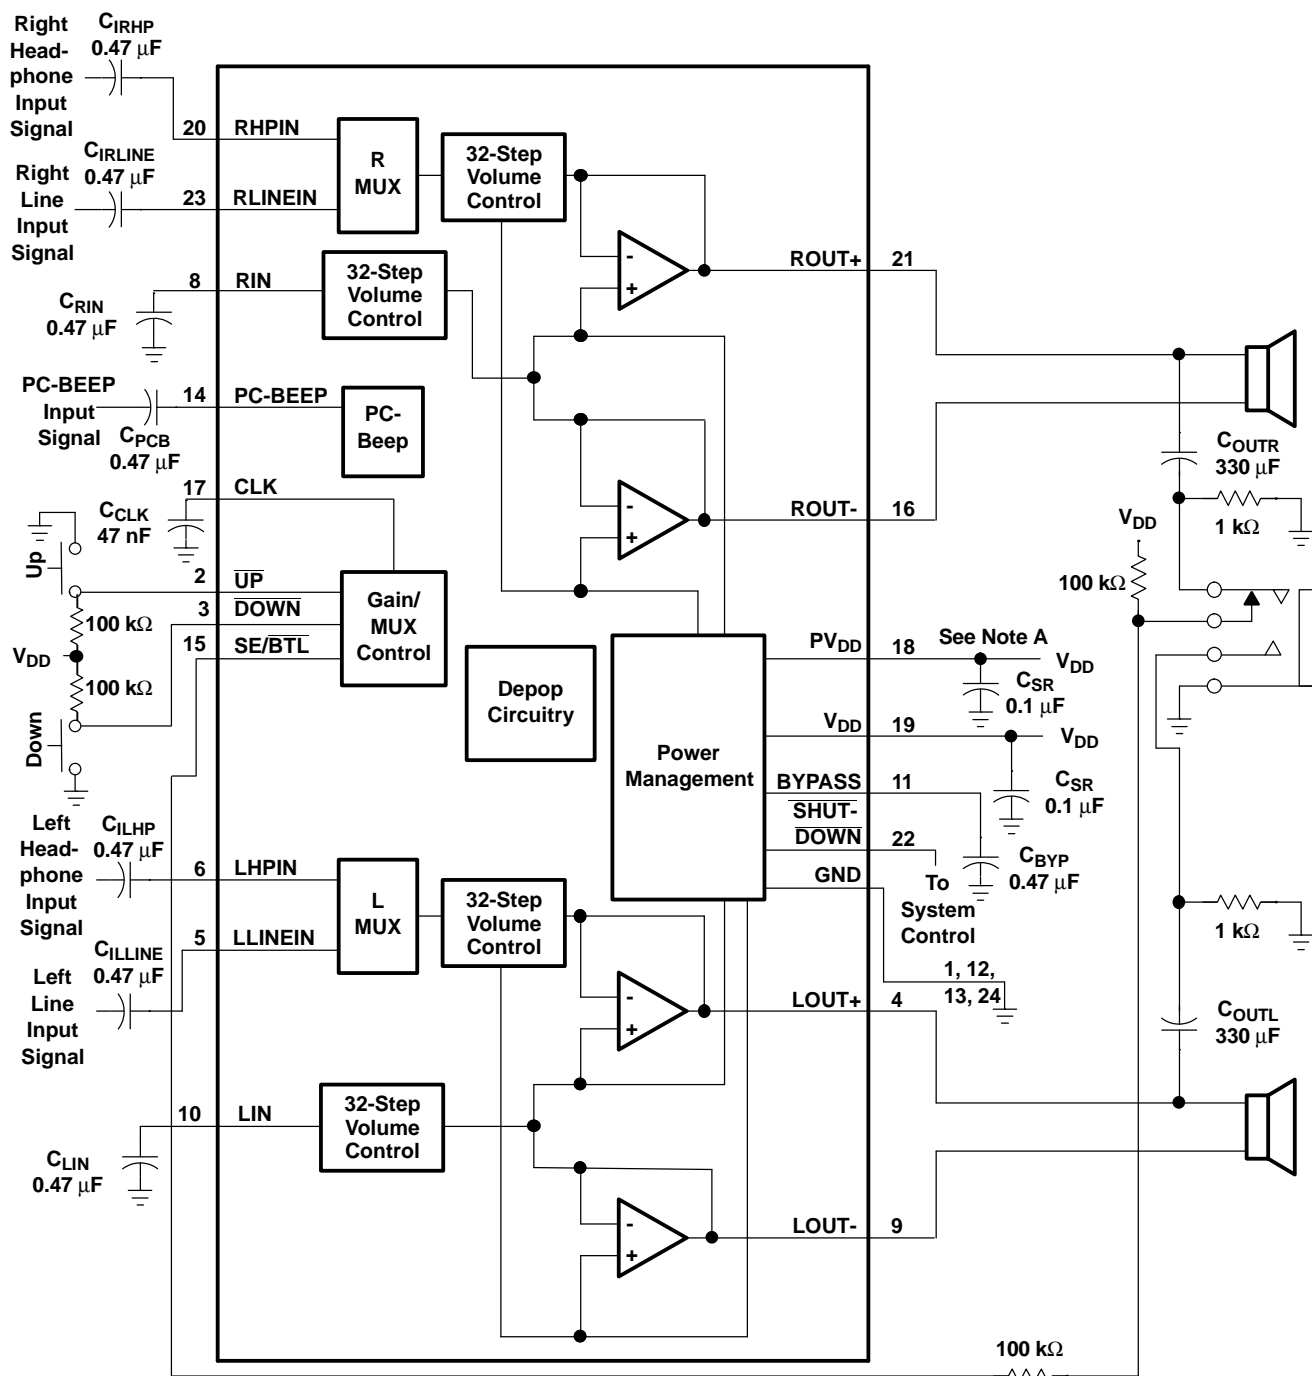 Right
Head-
phone
Input
Signal
C_IRHP
0.47 μF
20
RHPIN
Right
Line
Input
Signal
C_IRLINE
0.47 μF
23
RLINEIN
R
MUX
32-Step
Volume
Control
-
+
ROUT+
21
8
RIN
C_RIN
0.47 μF
32-Step
Volume
Control
PC-BEEP
Input
Signal
14
PC-BEEP
C_PCB
0.47 μF
PC-
Beep
C_OUTR
330 μF
1 kΩ
17
CLK
C_CLK
47 nF
-
+
ROUT-
16
V_DD
100 kΩ
Up
2
U̅P̅
3
D̅O̅W̅N̅
15
SE/B̅T̅L̅
100 kΩ
V_DD
100 kΩ
Down
Gain/
MUX
Control
Depop
Circuitry
Power
Management
PV_DD
18
See Note A
V_DD
C_SR
0.1 μF
V_DD
19
V_DD
C_SR
0.1 μF
BYPASS
11
S̅H̅U̅T̅-̅
D̅O̅W̅N̅
22
C_BYP
0.47 μF
GND
To
System
Control
1, 12,
13, 24
1 kΩ
Left
Head-
phone
Input
Signal
C_ILHP
0.47 μF
6
LHPIN
Left
Line
Input
Signal
C_ILLINE
0.47 μF
5
LLINEIN
L
MUX
32-Step
Volume
Control
-
+
LOUT+
4
C_OUTL
330 μF
10
LIN
C_LIN
0.47 μF
32-Step
Volume
Control
-
+
LOUT-
9
100 kΩ